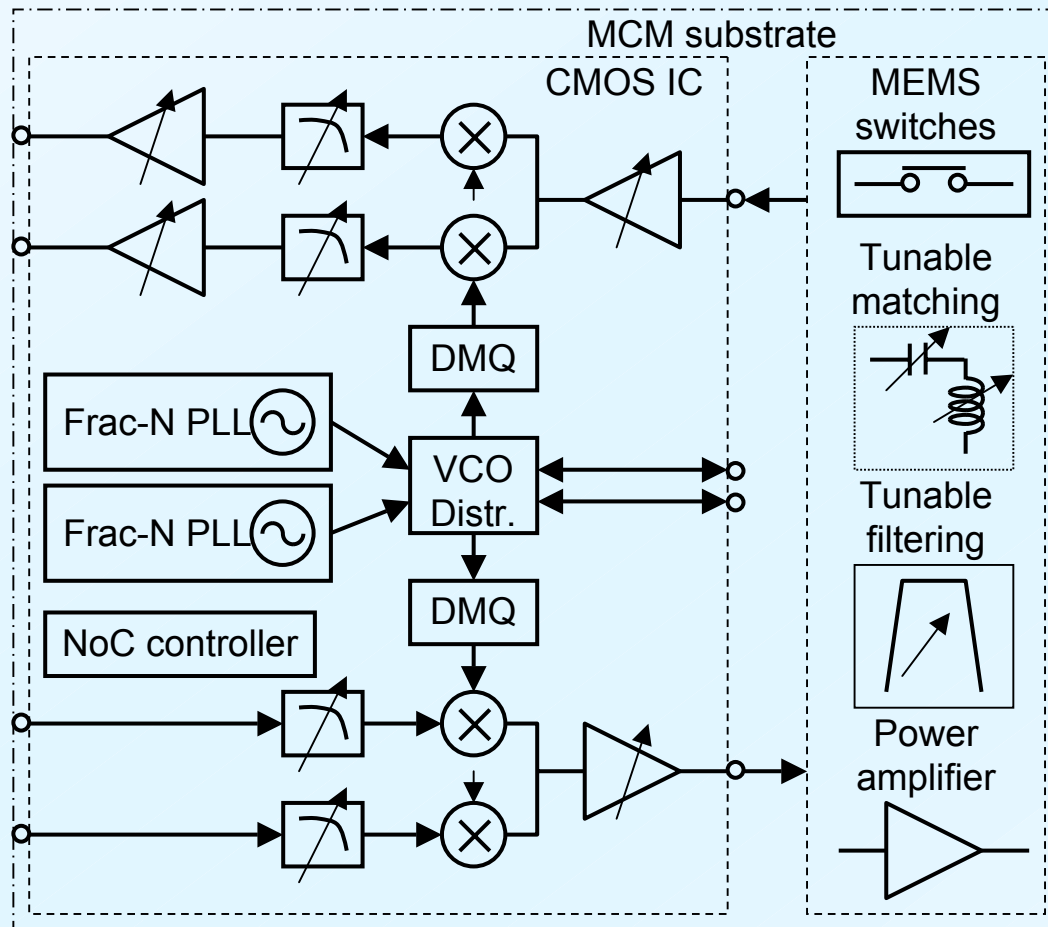 MCM substrate
CMOS IC
MEMS
switches
Tunable
matching
DMQ
Frac-N PLL
VCO
Distr.
Frac-N PLL
Tunable
filtering
DMQ
NoC controller
Power
amplifier